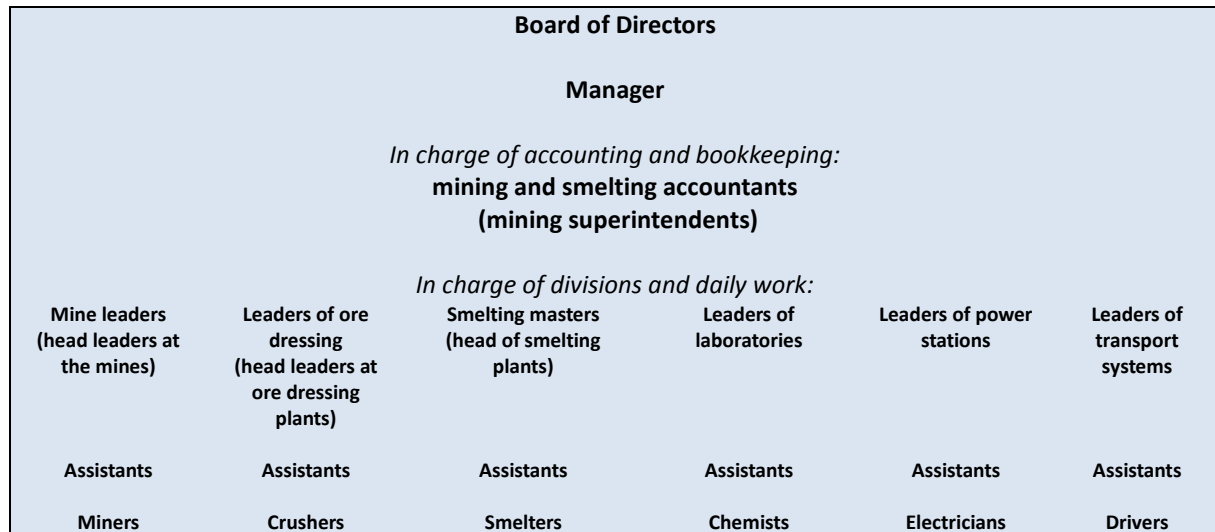 Board of Directors
Manager
In charge of accounting and bookkeeping:
mining and smelting accountants
(mining superintendents)
In charge of divisions and daily work:
Mine leaders
(head leaders at
the mines)
Leaders of ore
dressing
(head leaders at
ore dressing
plants)
Smelting masters
(head of smelting
plants)
Leaders of
laboratories
Leaders of power
stations
Leaders of
transport
systems
Assistants Assistants Assistants Assistants Assistants Assistants
Miners Crushers Smelters Chemists Electricians Drivers